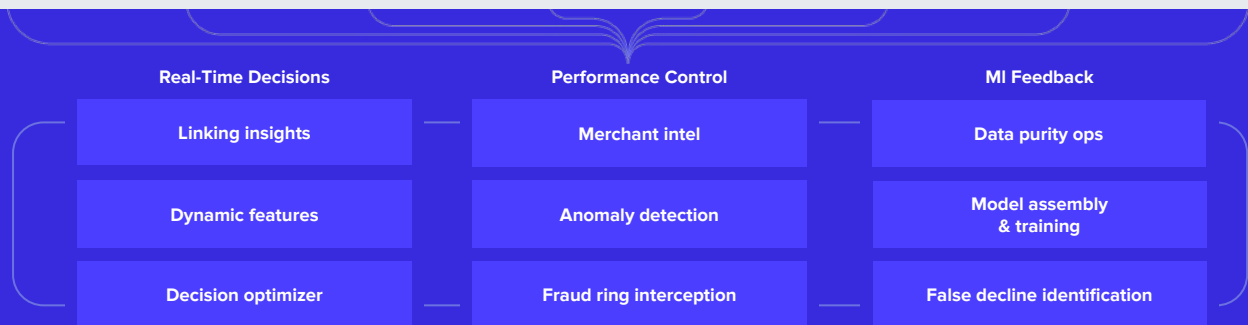 Real-Time Decisions
Linking insights
Dynamic features
Decision optimizer
Performance Control
Merchant intel
Anomaly detection
Fraud ring interception
Ml Feedback
Data purity ops
Model assembly
& training
False decline identification